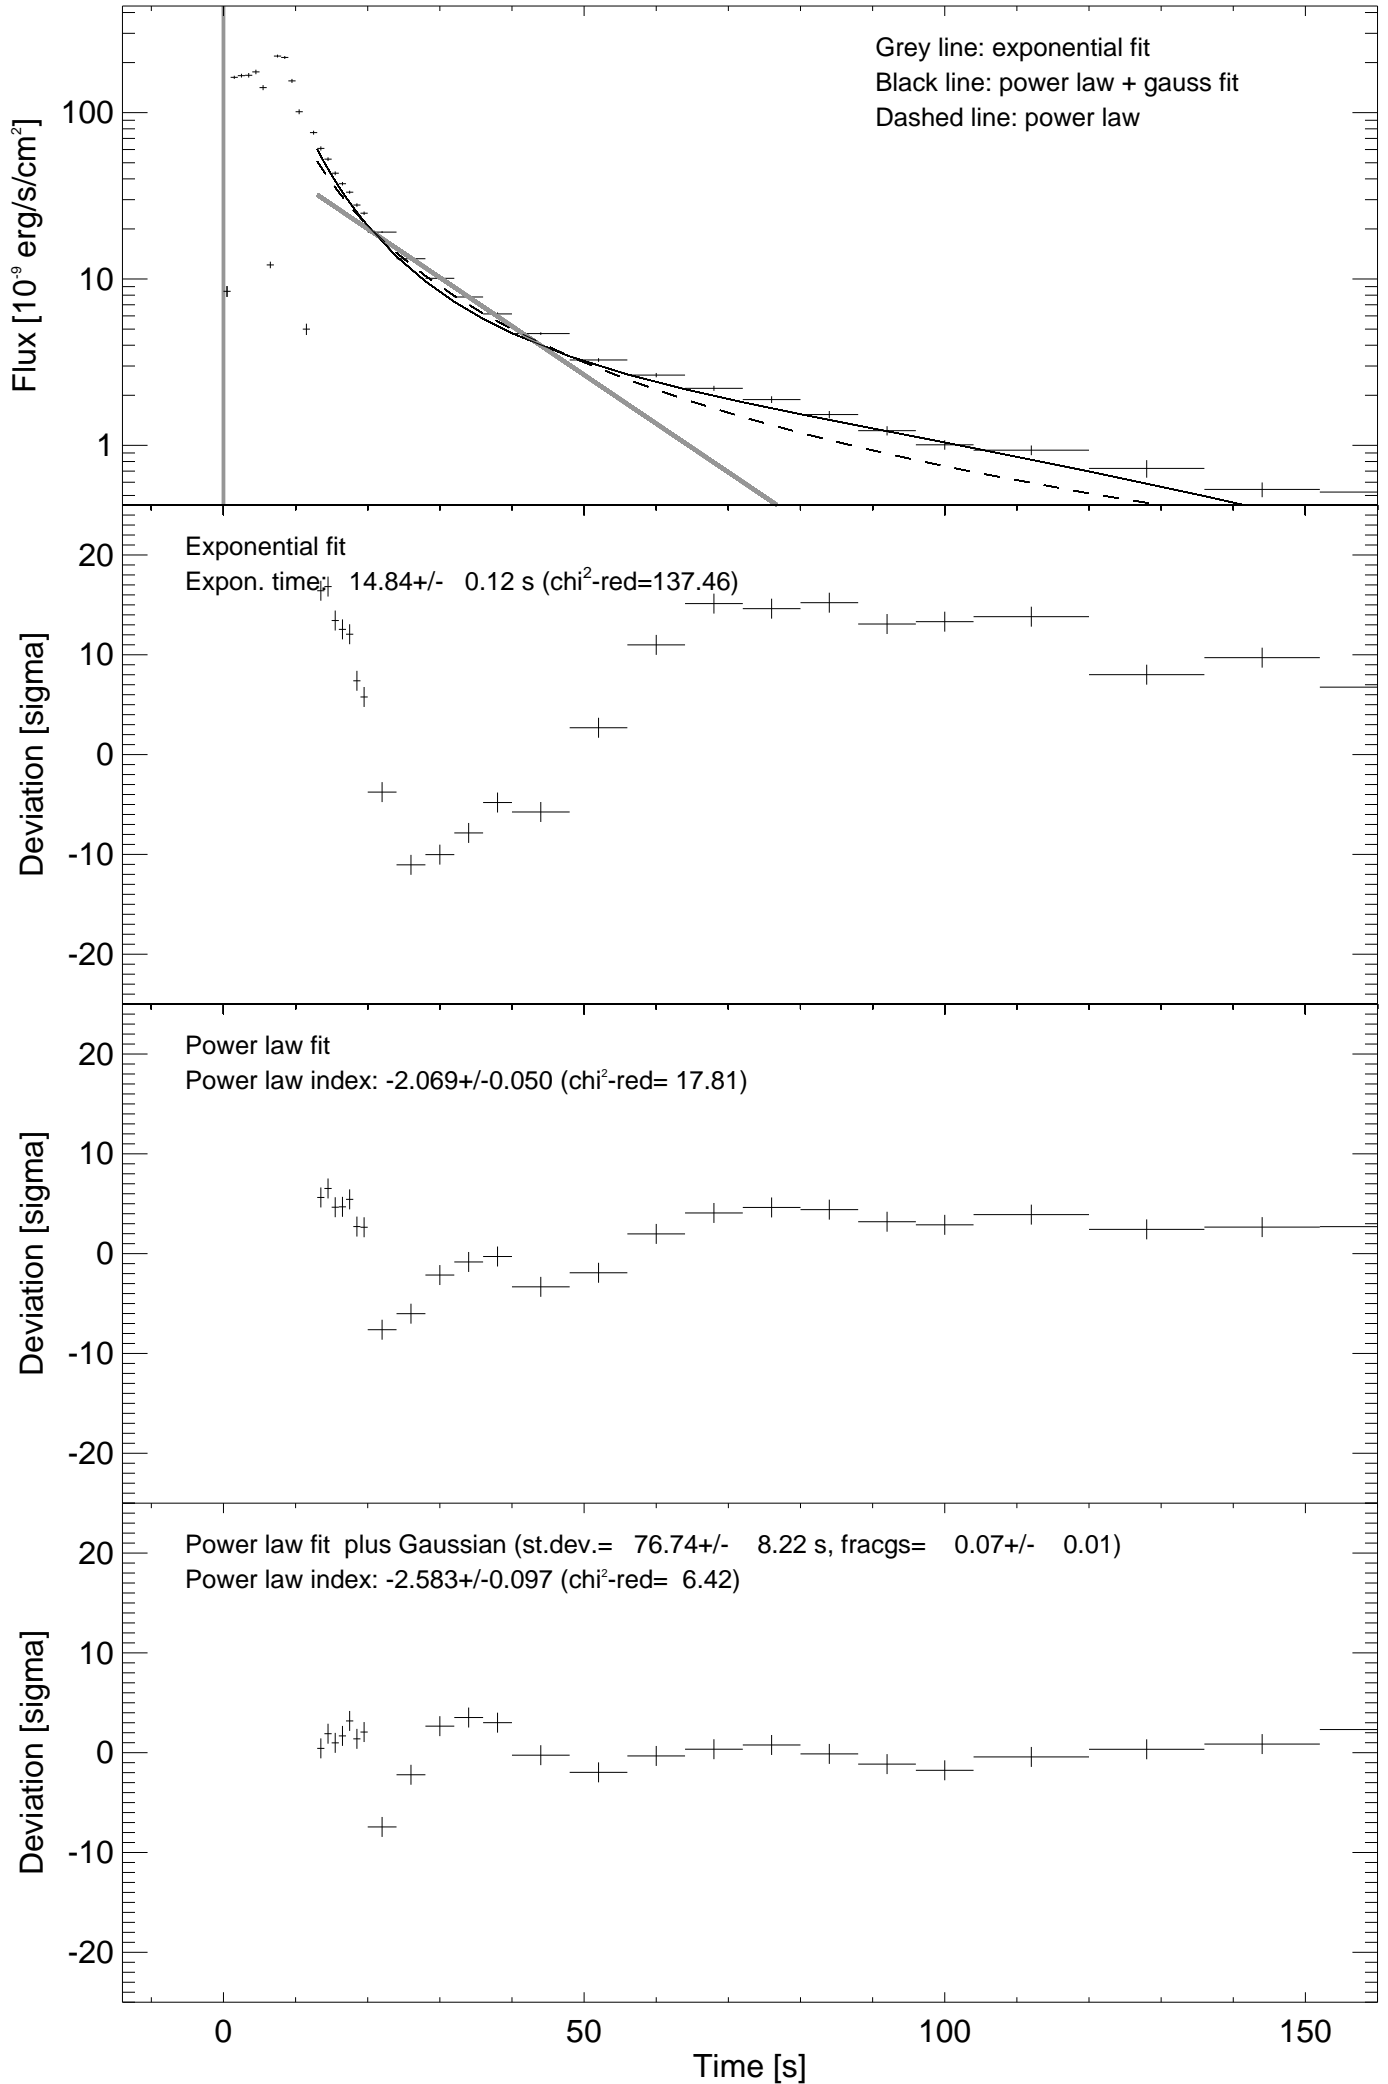 Grey line: exponential fit
Black line: power law + gauss fit
Dashed line: power law
100
10
1
Flux [10⁻⁹ erg/s/cm²]
Exponential fit
Expon. time:   14.84+/-   0.12 s (chi²-red=137.46)
20
10
0
-10
-20
Deviation [sigma]
Power law fit
Power law index: -2.069+/-0.050 (chi²-red= 17.81)
20
10
0
-10
-20
Deviation [sigma]
Power law fit  plus Gaussian (st.dev.=   76.74+/-    8.22 s, fracgs=    0.07+/-    0.01)
Power law index: -2.583+/-0.097 (chi²-red=  6.42)
20
10
0
-10
-20
Deviation [sigma]
0 50 100 150
Time [s]